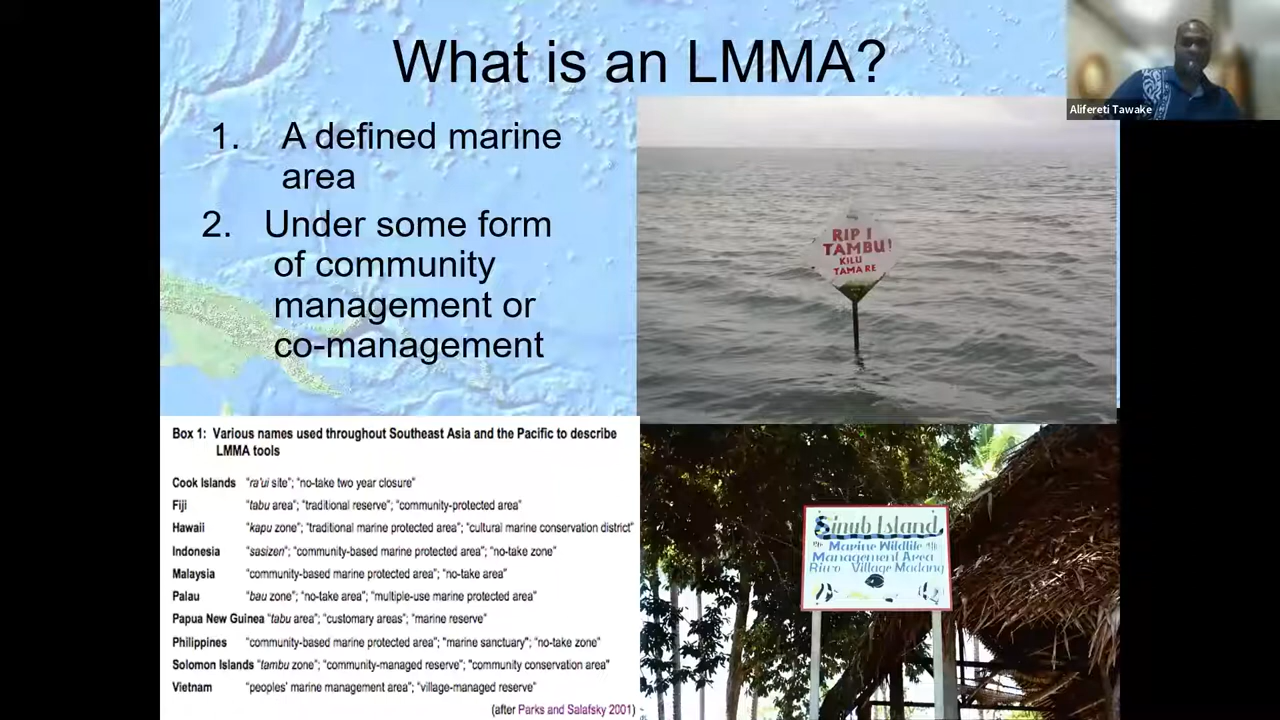 What is an LMMA?
Alifereti Tawake
1. A defined marine
area
2. Under some form
of community
management or
co-management
RIP I
TAMBU!
KILU
TAMARE
Box 1: Various names used throughout Southeast Asia and the Pacific to describe
LMMA tools
Cook Islands "ra'ui site"; "no-take two year closure"
Fiji "tabu area"; "traditional reserve"; "community-protected area"
Hawaii "kapu zone"; "traditional marine protected area"; "cultural marine conservation district"
Indonesia "sasizen"; "community-based marine protected area"; "no-take zone"
Malaysia "community-based marine protected area"; "no-take area"
Palau "bau zone"; "no-take area"; "multiple-use marine protected area"
Papua New Guinea "tabu area"; "customary areas"; "marine reserve"
Philippines "community-based marine protected area"; "marine sanctuary"; "no-take zone"
Solomon Islands "tambu zone"; "community-managed reserve"; "community conservation area"
Vietnam "peoples' marine management area"; "village-managed reserve"
(after Parks and Salafsky 2001)
Sinub Island
Marine Wildlife
Management Area
Riwo Village Madang